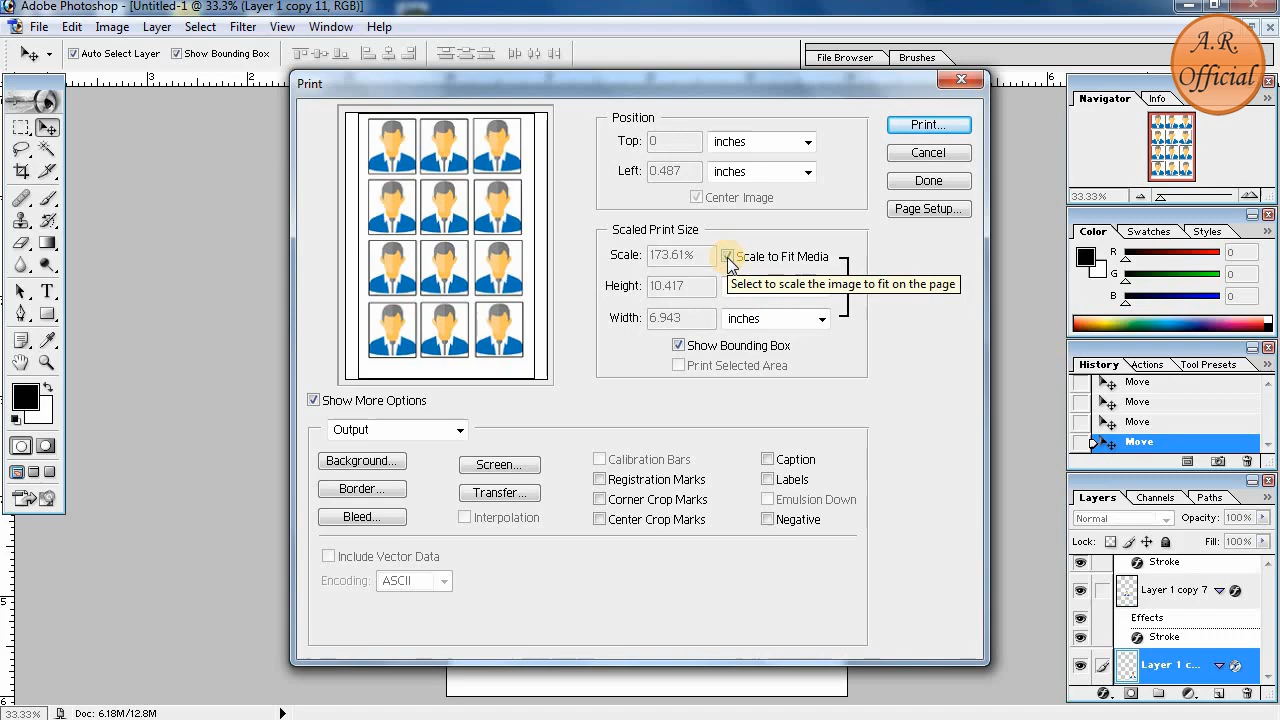 Adobe Photoshop - [Untitled-1 @ 33.3% (Layer 1 copy 11, RGB)]
File Edit Image Layer Select Filter View Window Help
Auto Select Layer Show Bounding Box File Browser Brushes
A.R. Official
3 2 6
Print
Position
Top: 0 inches
Left: 0.487 inches
Center Image
Print...
Cancel
Done
Page Setup...
Scaled Print Size
Scale: 173.61% Scale to Fit Media
Select to scale the image to fit on the page
Height: 10.417
Width: 6.943 inches
Show Bounding Box
Print Selected Area
Show More Options
Output
Background... Screen... Calibration Bars Caption
Border... Transfer... Registration Marks Labels
Bleed... Interpolation Corner Crop Marks Emulsion Down
Center Crop Marks Negative
Include Vector Data
Encoding: ASCII
Navigator Info
33.33%
Color Swatches Styles
R 0
G 0
B 0
History Actions Tool Presets
Move
Move
Move
Move
Layers Channels Paths
Normal Opacity: 100%
Lock: Fill: 100%
Stroke
Layer 1 copy 7
Effects
Stroke
Layer 1 c...
5
6
33.33% Doc: 6.18M/12.8M